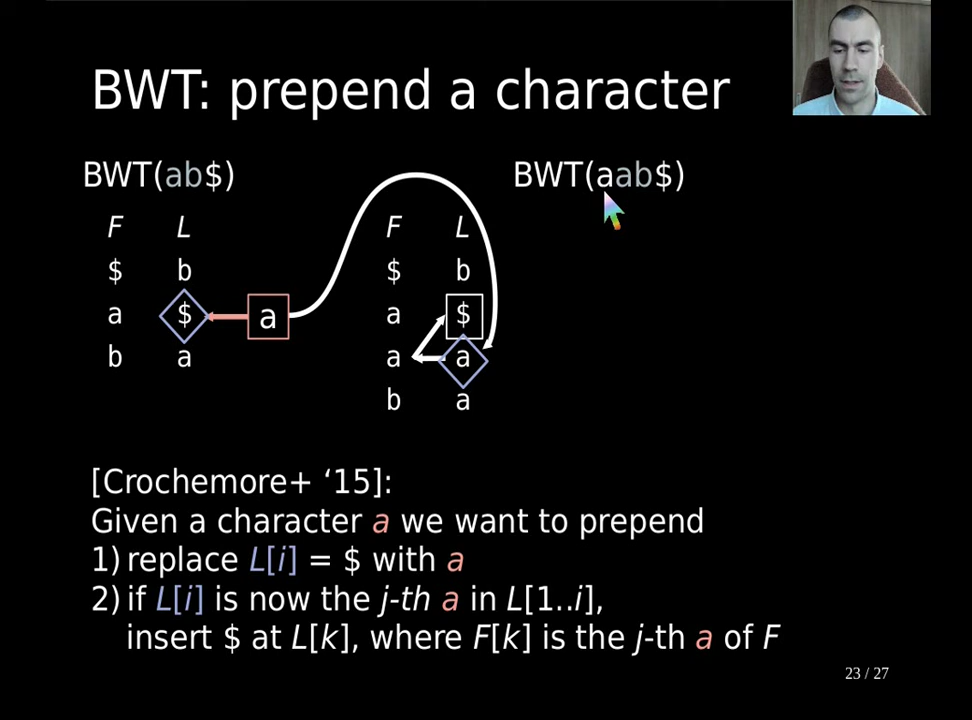 BWT: prepend a character
BWT(ab$)
F L
$ b
a $
b a
a
F L
$ b
a $
a a
b a
BWT(aab$)
[Crochemore+ ‘15]:
Given a character a we want to prepend
1) replace L[i] = $ with a
2) if L[i] is now the j-th a in L[1..i],
insert $ at L[k], where F[k] is the j-th a of F
23 / 27